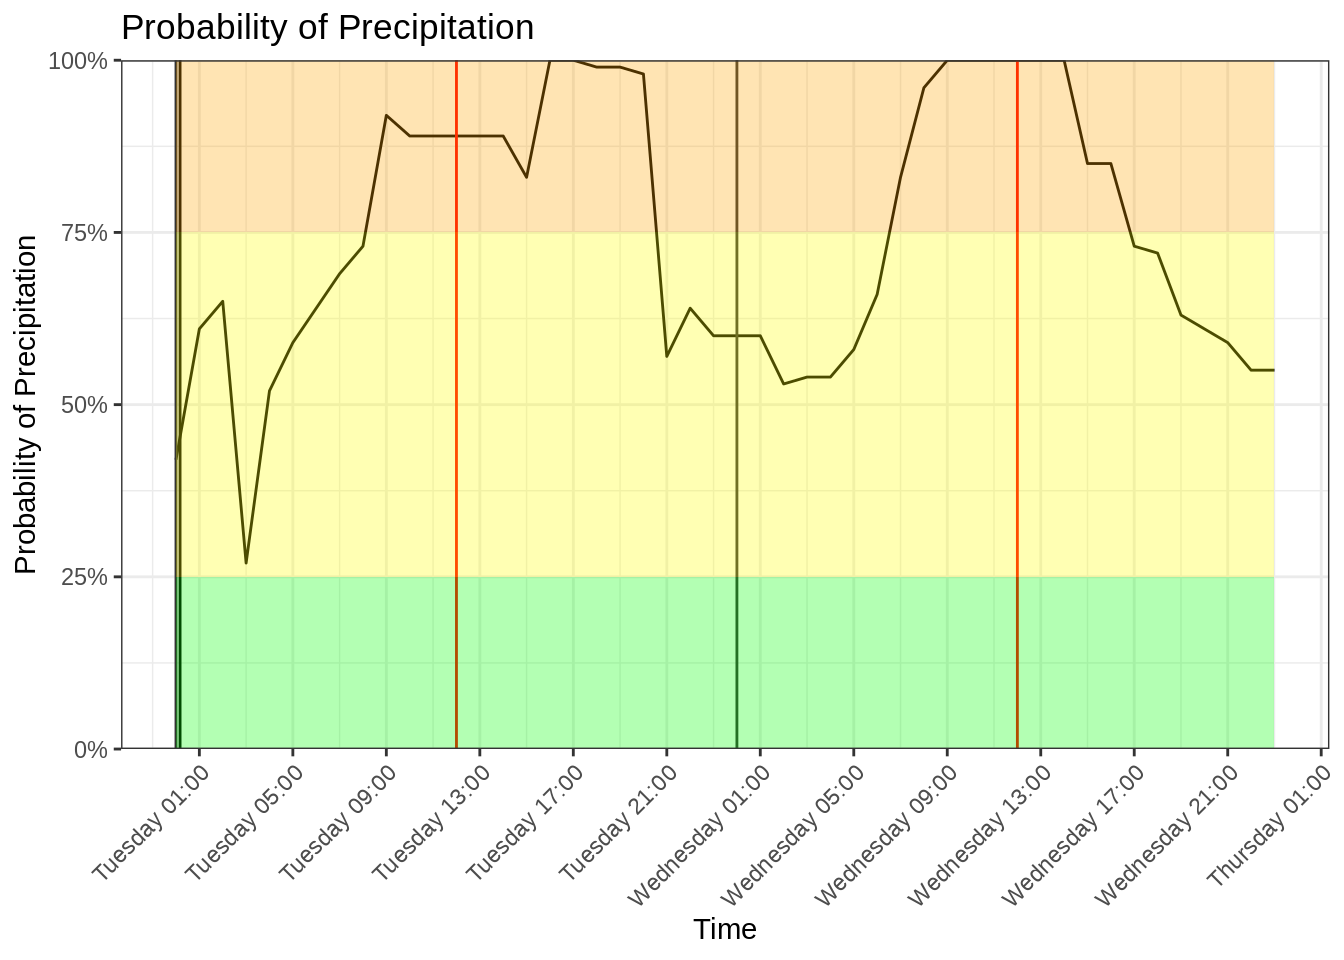 Probability of Precipitation
Probability of Precipitation
100%
75%
50%
25%
0%
Tuesday 01:00
Tuesday 05:00
Tuesday 09:00
Tuesday 13:00
Tuesday 17:00
Tuesday 21:00
Wednesday 01:00
Wednesday 05:00
Wednesday 09:00
Wednesday 13:00
Wednesday 17:00
Wednesday 21:00
Thursday 01:00
Time